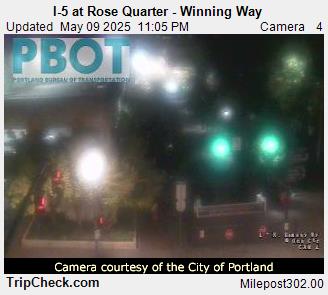 I-5 at Rose Quarter - Winning Way
Updated May 09 2025 11:05 PM Camera 4
PBOT
PORTLAND BUREAU OF TRANSPORTATION
Camera courtesy of the City of Portland
TripCheck.com Milepost302.00